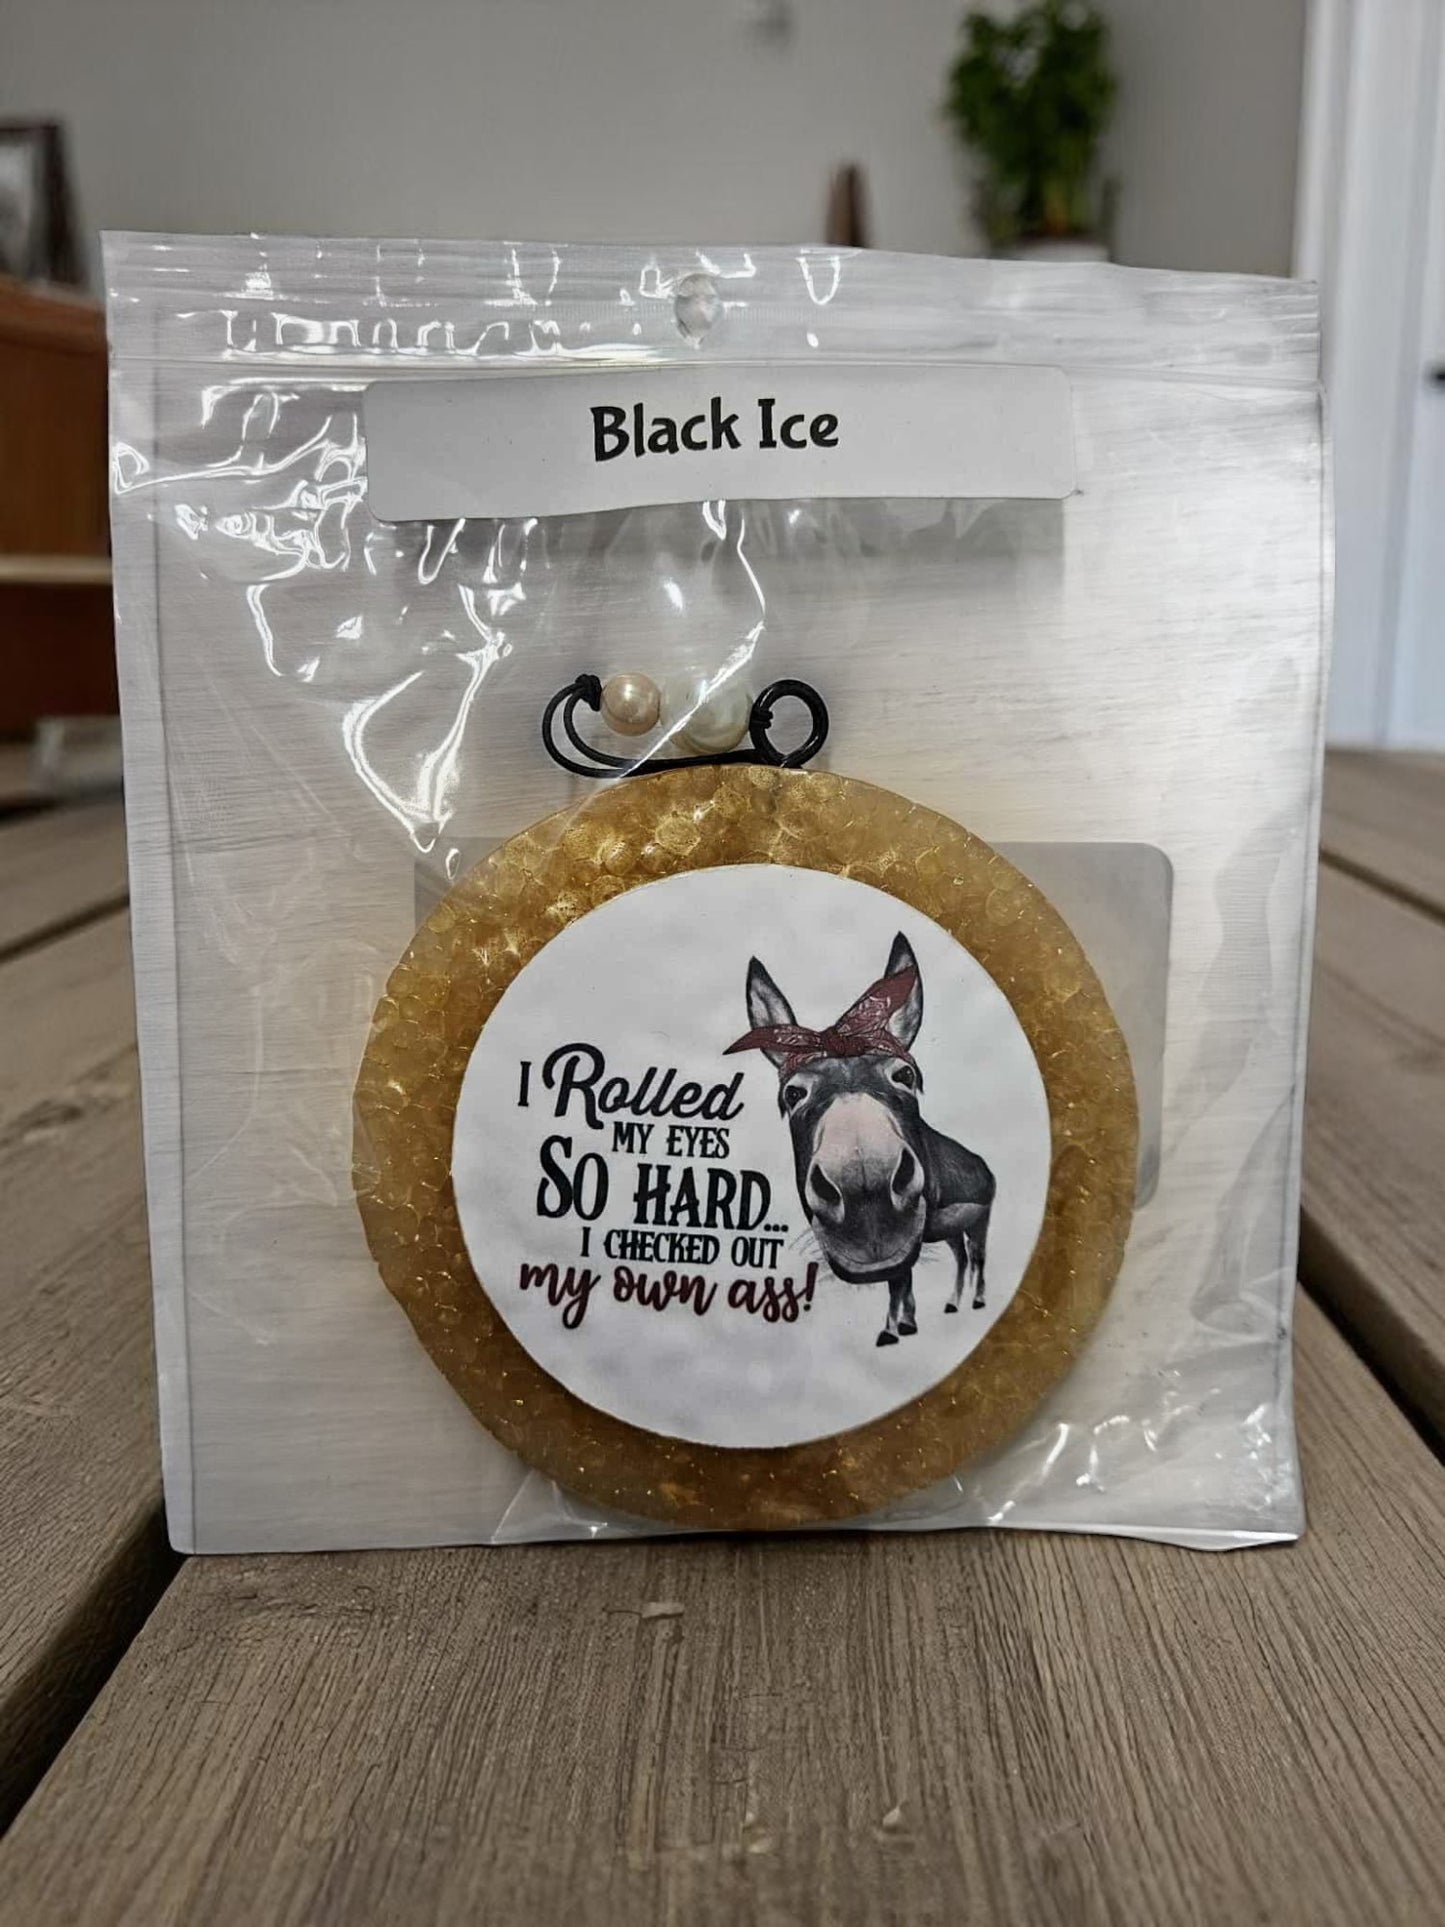 Black Ice
I Rolled
MY EYES
SO HARD...
I CHECKED OUT
my own ass!